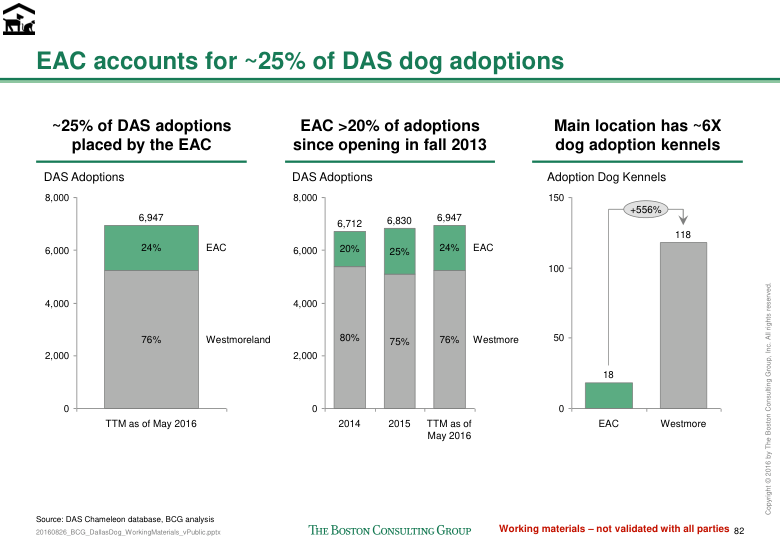 EAC accounts for ~25% of DAS dog adoptions
~25% of DAS adoptions
placed by the EAC
DAS Adoptions
8,000
6,000
4,000
2,000
0
6,947
24%
EAC
76%
Westmoreland
TTM as of May 2016
EAC >20% of adoptions
since opening in fall 2013
DAS Adoptions
8,000
6,000
4,000
2,000
0
6,712
6,830
6,947
20%
25%
24%
EAC
80%
75%
76%
Westmore
2014
2015
TTM as of
May 2016
Main location has ~6X
dog adoption kennels
Adoption Dog Kennels
150
100
50
0
+556%
118
18
EAC
Westmore
Copyright © 2016 by The Boston Consulting Group, Inc. All rights reserved.
Source: DAS Chameleon database, BCG analysis
20160826_BCG_DallasDog_WorkingMaterials_vPublic.pptx
The Boston Consulting Group
Working materials – not validated with all parties
82